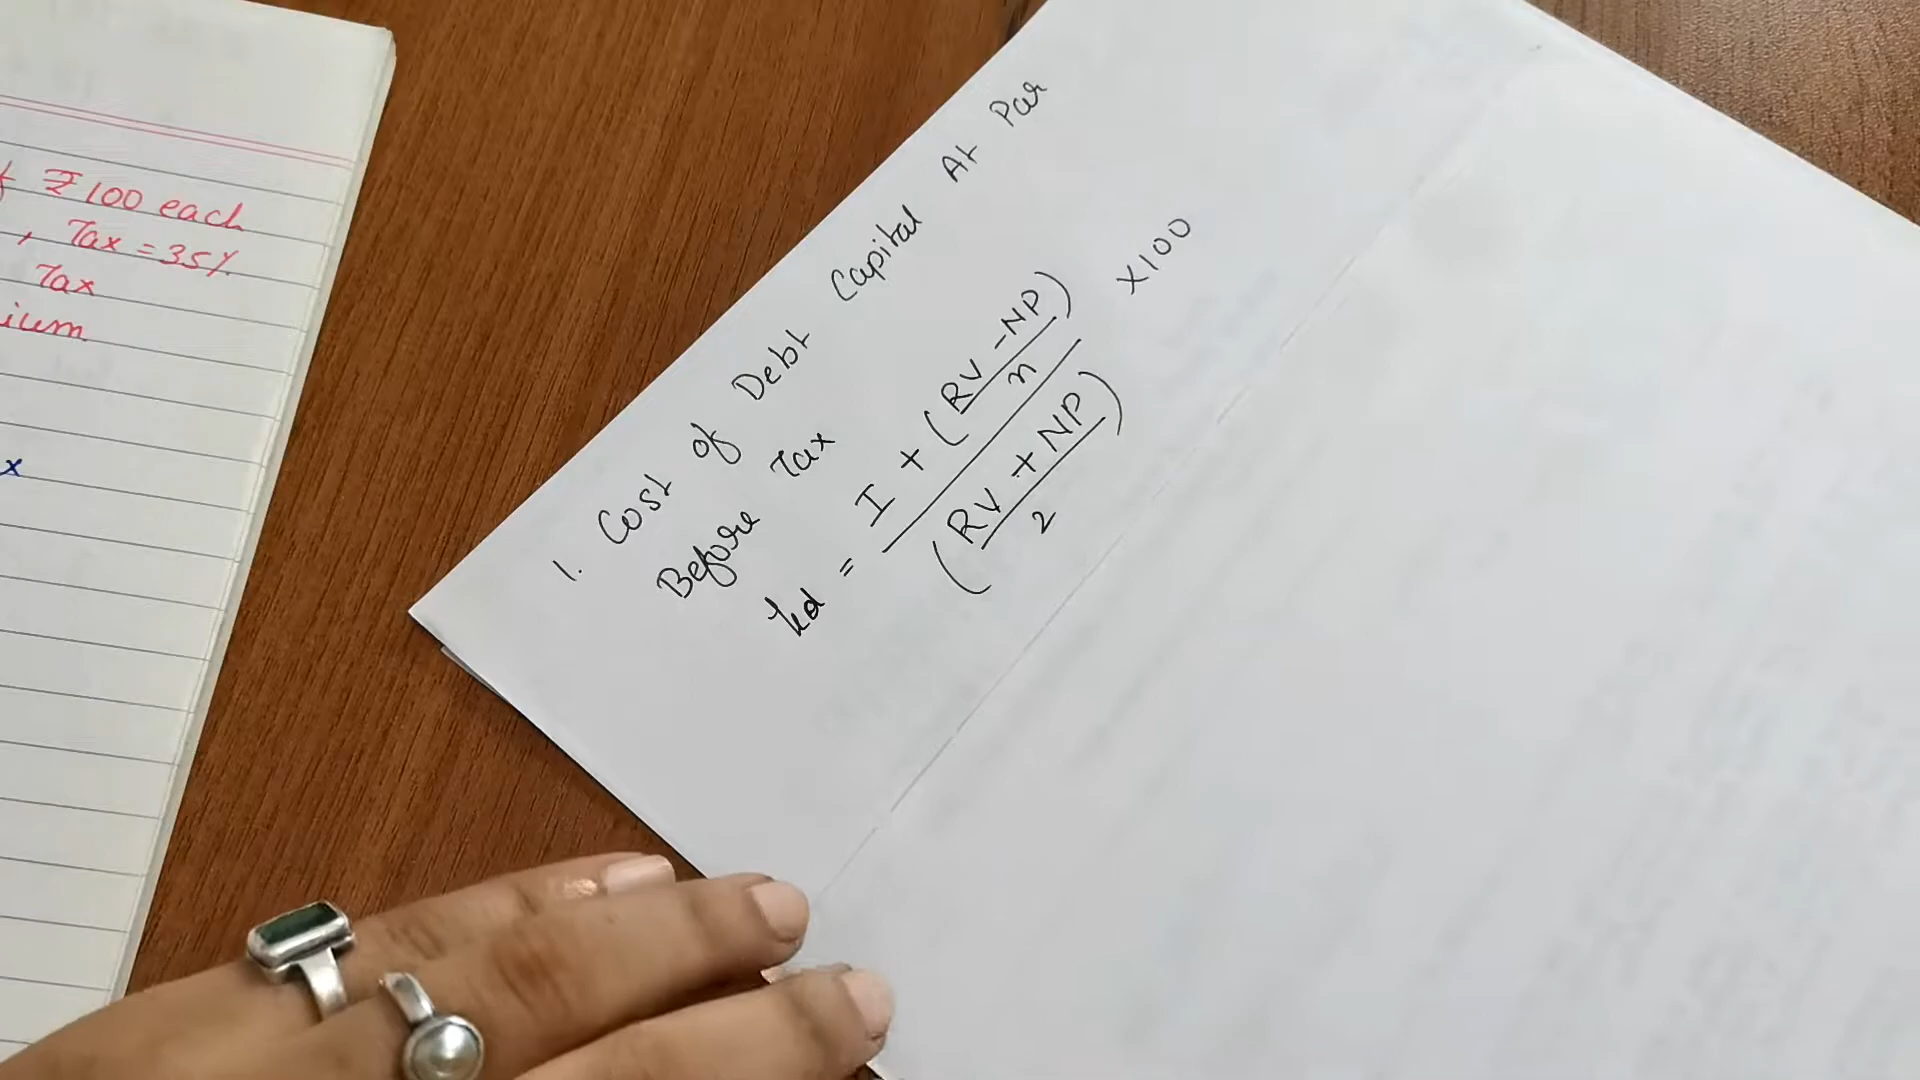 ₹100 each
, Tax = 35%
Tax
ium
x
1. Cost of Debt Capital At Par
Before Tax
kd = I + (RV - NP / n) / (RV + NP / 2) ×100